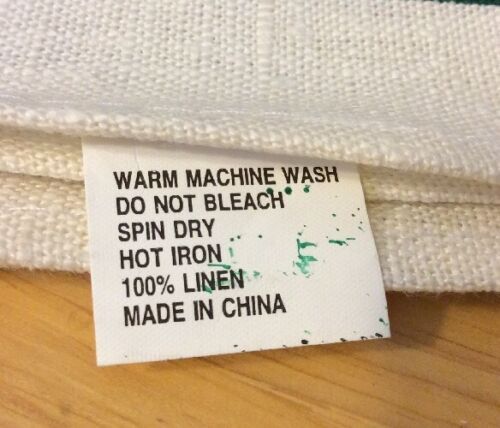 WARM MACHINE WASH
DO NOT BLEACH
SPIN DRY
HOT IRON
100% LINEN
MADE IN CHINA